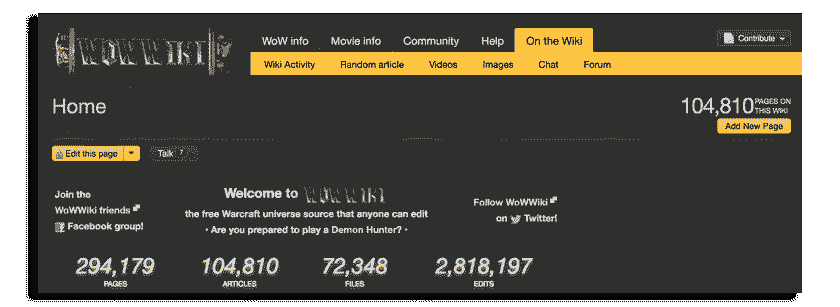 WOWWIKI
WoW info Movie info Community Help On the Wiki
Contribute
Wiki Activity Random article Videos Images Chat Forum
Home
104,810 PAGES ON THIS WIKI
Add New Page
Edit this page
Talk 7
Join the
WoWWiki friends
Facebook group!
Welcome to WOWWIKI
the free Warcraft universe source that anyone can edit
• Are you prepared to play a Demon Hunter? •
Follow WoWWiki
on Twitter!
294,179 104,810 72,348 2,818,197
PAGES ARTICLES FILES EDITS